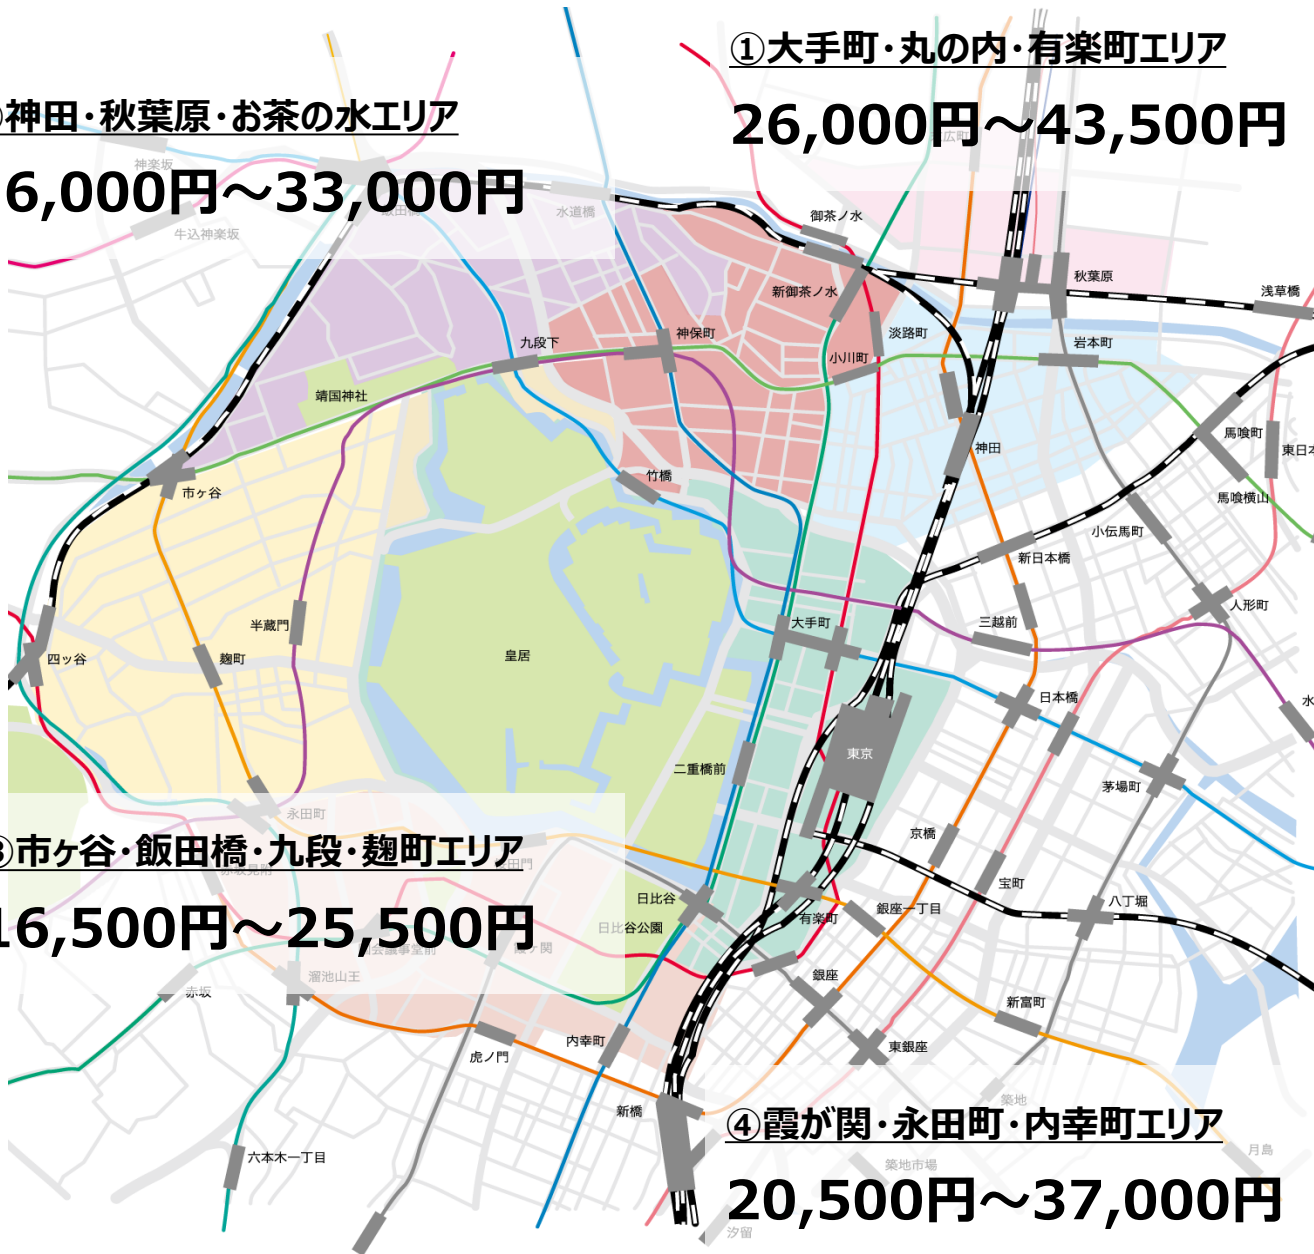 ①大手町・丸の内・有楽町エリア
26,000円～43,500円
神田・秋葉原・お茶の水エリア
6,000円～33,000円
神楽坂
牛込神楽坂
飯田橋
水道橋
御茶ノ水
新御茶ノ水
秋葉原
浅草橋
淡路町
岩本町
小川町
神保町
九段下
靖国神社
神田
馬喰町
東日本
馬喰横山
竹橋
市ヶ谷
小伝馬町
新日本橋
人形町
三越前
大手町
半蔵門
麹町
四ッ谷
皇居
日本橋
水
東京
二重橋前
茅場町
永田町
京橋
宝町
八丁堀
③市ヶ谷・飯田橋・九段・麹町エリア
16,500円～25,500円
赤坂見附
日比谷
日比谷公園
有楽町
銀座一丁目
霞ヶ関
溜池山王
赤坂
銀座
新富町
虎ノ門
内幸町
東銀座
新橋
築地
④霞が関・永田町・内幸町エリア
20,500円～37,000円
六本木一丁目
築地市場
月島
汐留